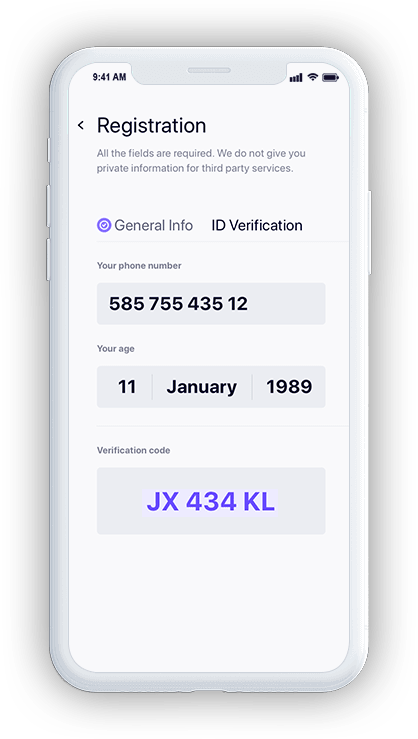 9:41 AM
Registration
All the fields are required. We do not give you
private information for third party services.
General Info ID Verification
Your phone number
585 755 435 12
Your age
11 January 1989
Verification code
JX 434 KL